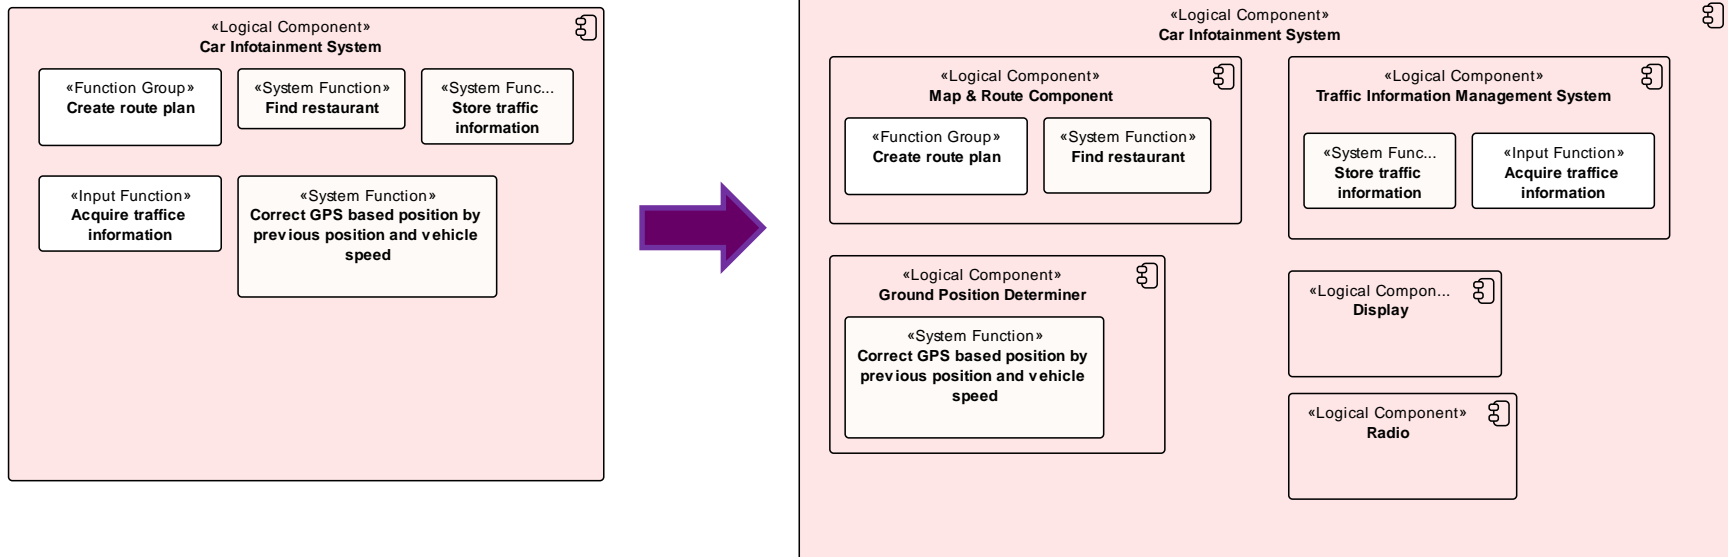 «Logical Component»
Car Infotainment System
«Function Group»
Create route plan
«System Function»
Find restaurant
«System Func...
Store traffic
information
«Input Function»
Acquire traffice
information
«System Function»
Correct GPS based position by
previous position and vehicle
speed
«Logical Component»
Car Infotainment System
«Logical Component»
Map & Route Component
«Function Group»
Create route plan
«System Function»
Find restaurant
«Logical Component»
Traffic Information Management System
«System Func...
Store traffic
information
«Input Function»
Acquire traffice
information
«Logical Component»
Ground Position Determiner
«System Function»
Correct GPS based position by
previous position and vehicle
speed
«Logical Compon...
Display
«Logical Component»
Radio